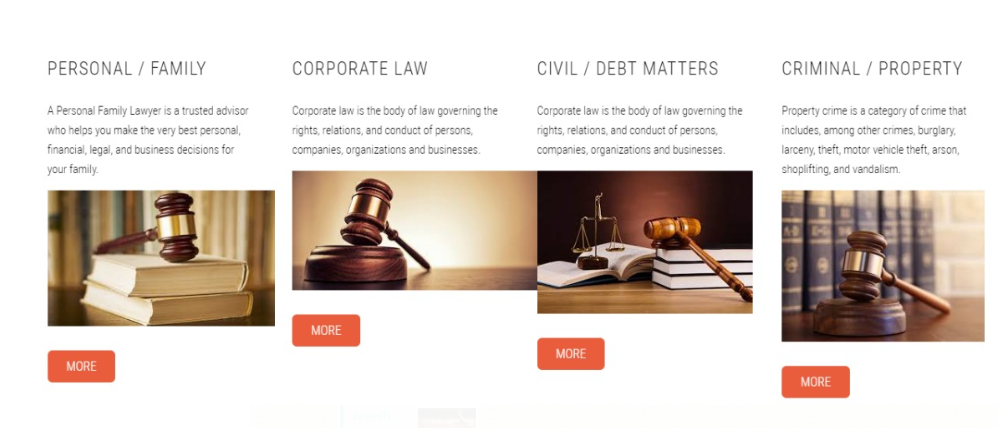 PERSONAL / FAMILY
A Personal Family Lawyer is a trusted advisor
who helps you make the very best personal,
financial, legal, and business decisions for
your family.
MORE
CORPORATE LAW
Corporate law is the body of law governing the
rights, relations, and conduct of persons,
companies, organizations and businesses.
MORE
CIVIL / DEBT MATTERS
Corporate law is the body of law governing the
rights, relations, and conduct of persons,
companies, organizations and businesses.
MORE
CRIMINAL / PROPERTY
Property crime is a category of crime that
includes, among other crimes, burglary,
larceny, theft, motor vehicle theft, arson,
shoplifting, and vandalism.
MORE